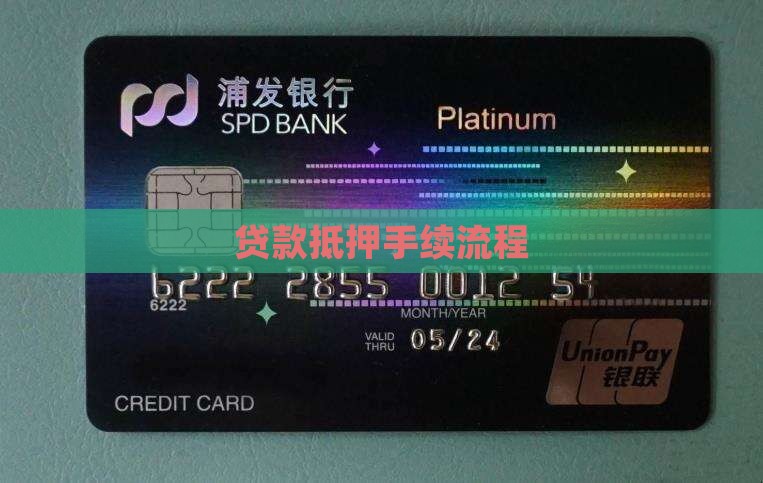 浦发银行
SPD BANK
Platinum
贷款抵押手续流程
6222 2855 0012 54
6222
MONTH/YEAR
VALID THRU 05/24
UnionPay
银联
CREDIT CARD